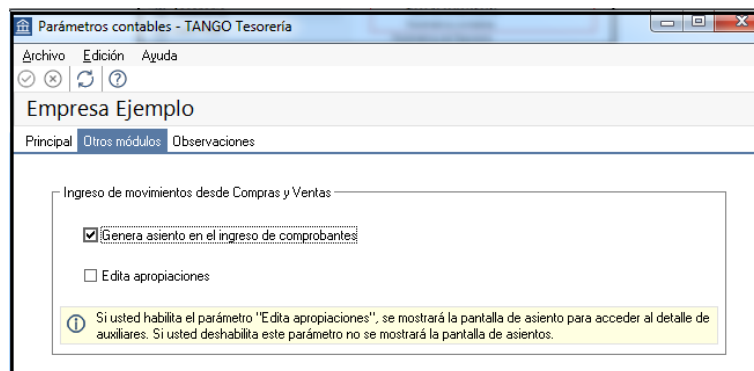 Parámetros contables - TANGO Tesorería
Archivo Edición Ayuda
Empresa Ejemplo
Principal Otros módulos Observaciones
Ingreso de movimientos desde Compras y Ventas
Genera asiento en el ingreso de comprobantes
Edita apropiaciones
Si usted habilita el parámetro "Edita apropiaciones", se mostrará la pantalla de asiento para acceder al detalle de
auxiliares. Si usted deshabilita este parámetro no se mostrará la pantalla de asientos.